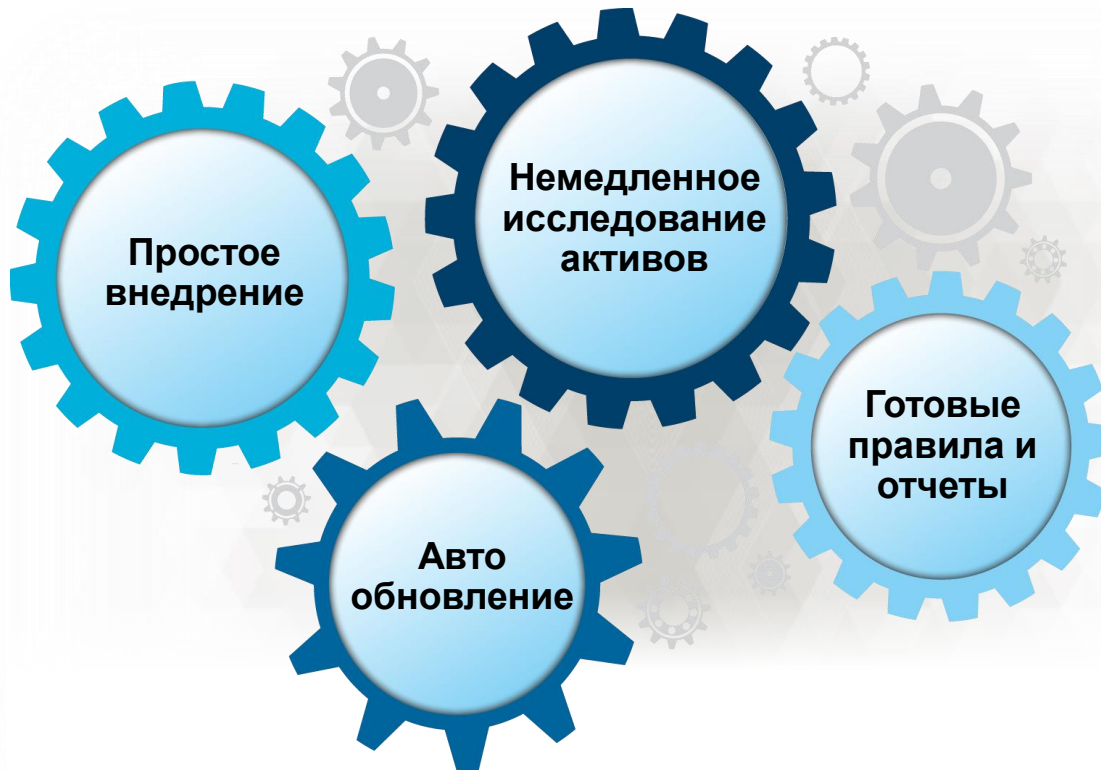 Простое
внедрение
Немедленное
исследование
активов
Готовые
правила и
отчеты
Авто
обновление